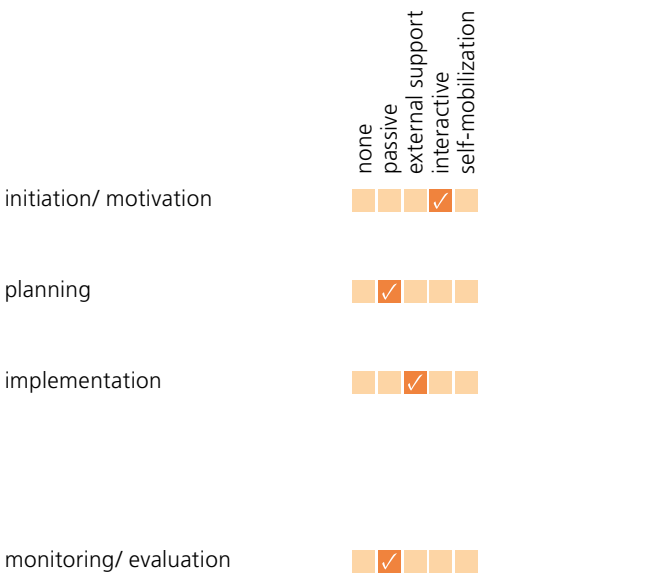 none
passive
external support
interactive
self-mobilization
initiation/ motivation
✓
planning
✓
implementation
✓
monitoring/ evaluation
✓